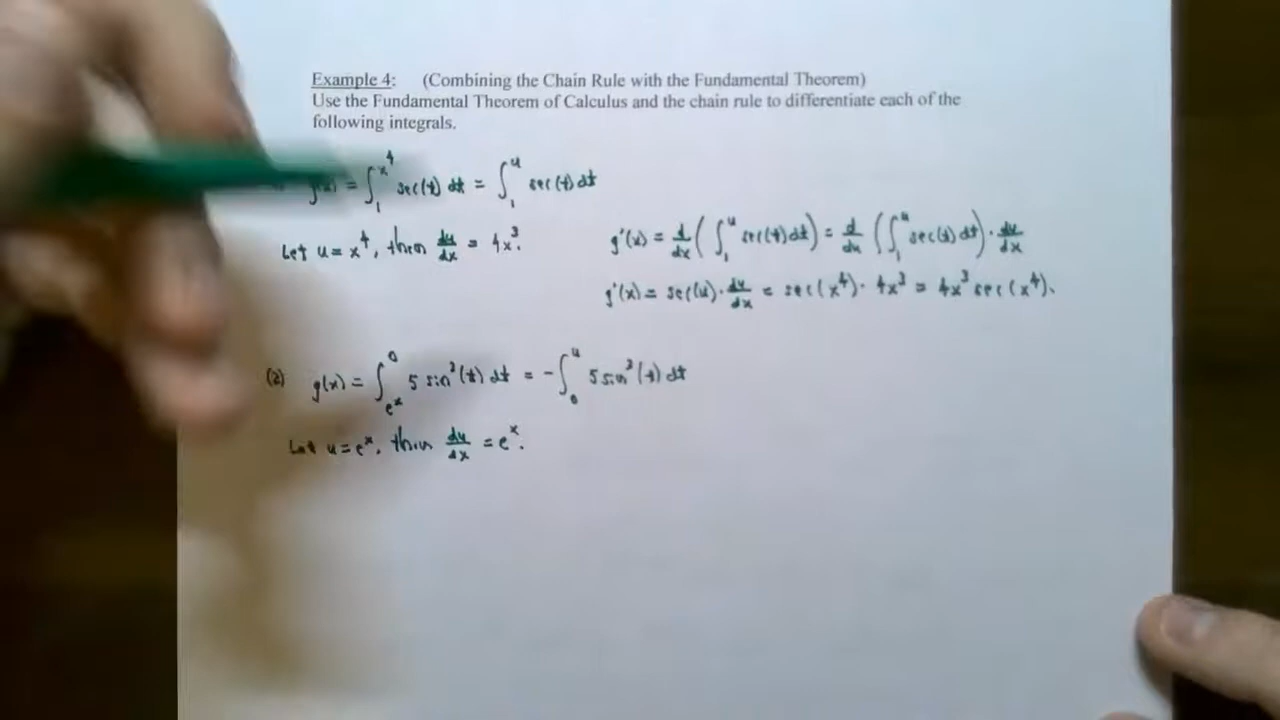 Example 4: (Combining the Chain Rule with the Fundamental Theorem)
Use the Fundamental Theorem of Calculus and the chain rule to differentiate each of the
following integrals.
g(x) = ∫₁^{x⁴} sec(t) dt = ∫₁^{u} sec(t) dt
Let u = x⁴, then du/dx = 4x³.
g'(x) = d/dx (∫₁^{u} sec(t) dt) = d/du (∫₁^{u} sec(t) dt) · du/dx
g'(x) = sec(u) · du/dx = sec(x⁴) · 4x³ = 4x³ sec(x⁴).
(2) g(x) = ∫_{eˣ}^{0} 5 sin²(t) dt = -∫₀^{u} 5 sin²(t) dt
Let u = eˣ, then du/dx = eˣ.